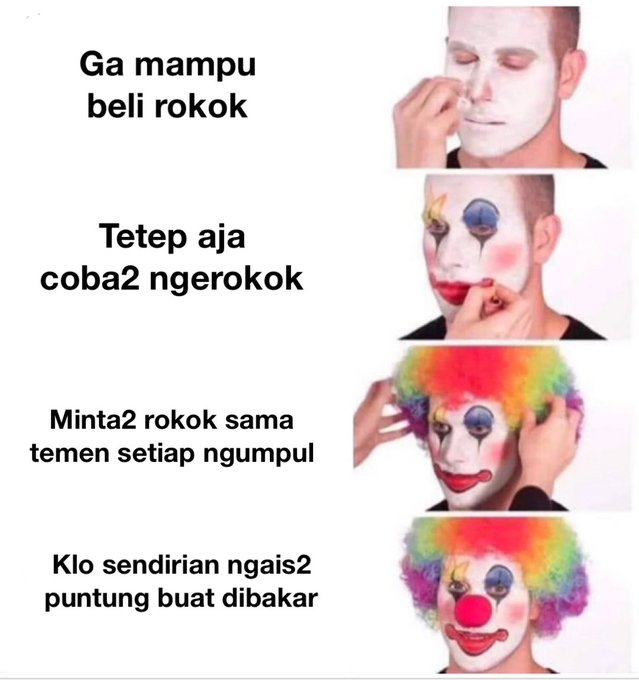 Ga mampu
beli rokok
Tetep aja
coba2 ngerokok
Minta2 rokok sama
temen setiap ngumpul
Klo sendirian ngais2
puntung buat dibakar